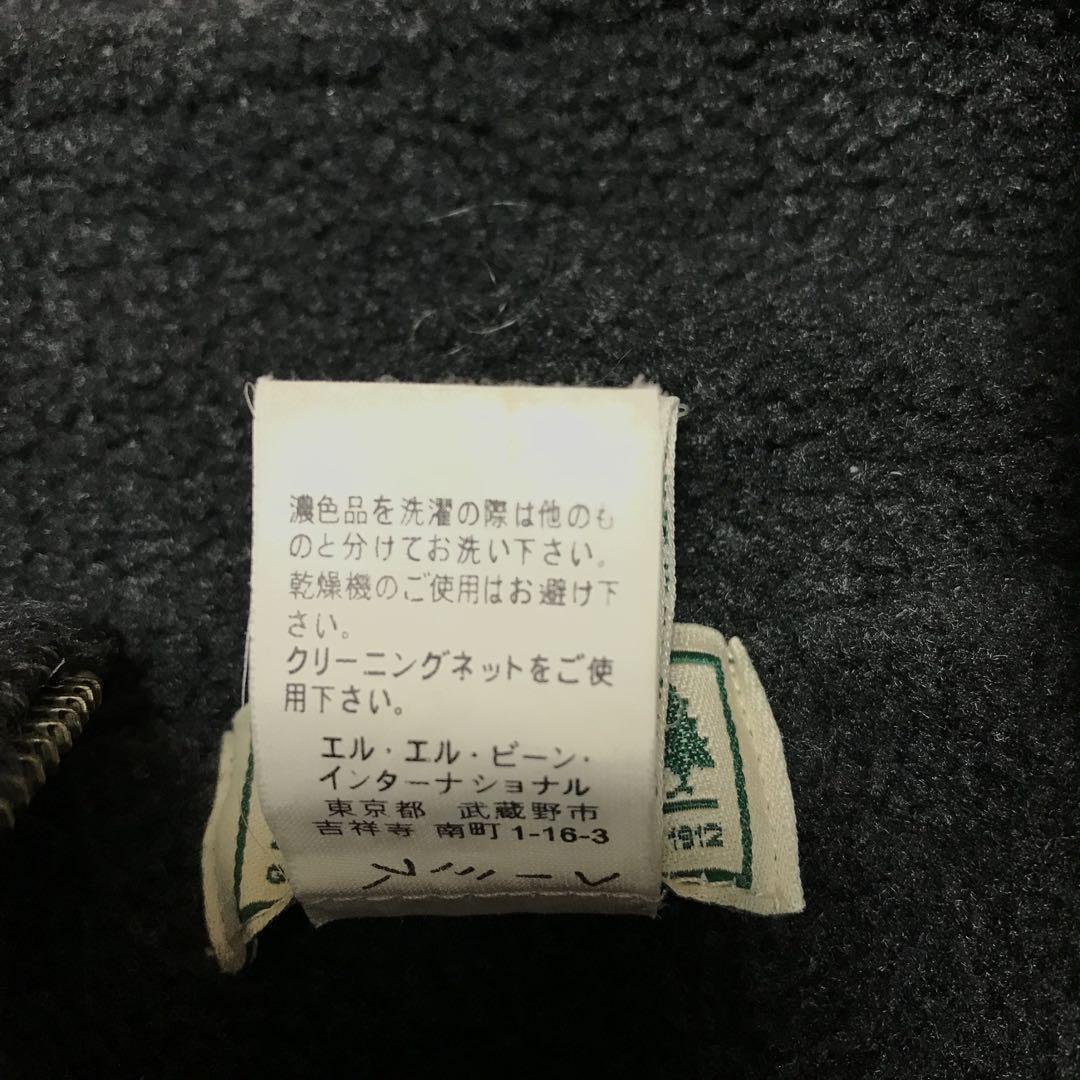 濃色品を洗濯の際は他のも
のと分けてお洗い下さい。
乾燥機のご使用はお避け下
さい。
クリーニングネットをご使
用下さい。
エル・エル・ビーン・
インターナショナル
東京都 武蔵野市
吉祥寺 南町1-16-3
1912